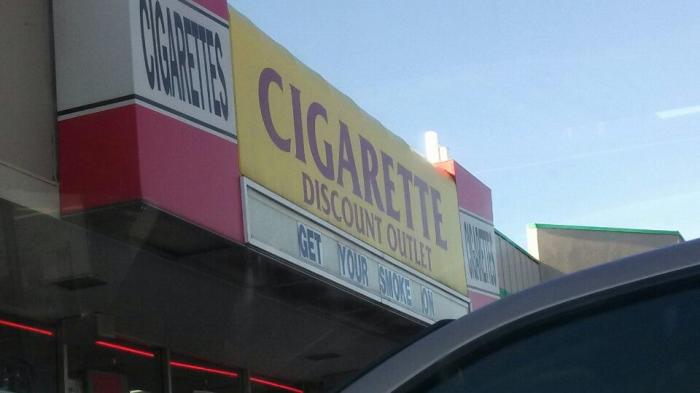 CIGARETTES
CIGARETTE
DISCOUNT OUTLET
GET YOUR SMOKE ON
CIGARETTES